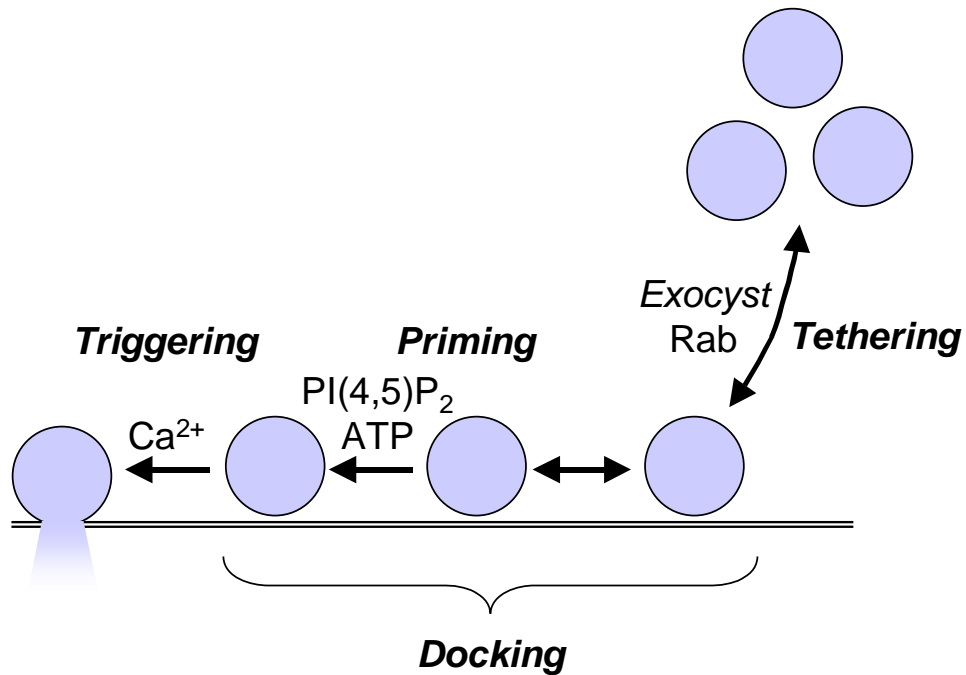 Exocyst
Rab
Tethering
Triggering
Priming
PI(4,5)P₂
ATP
Ca²⁺
Docking